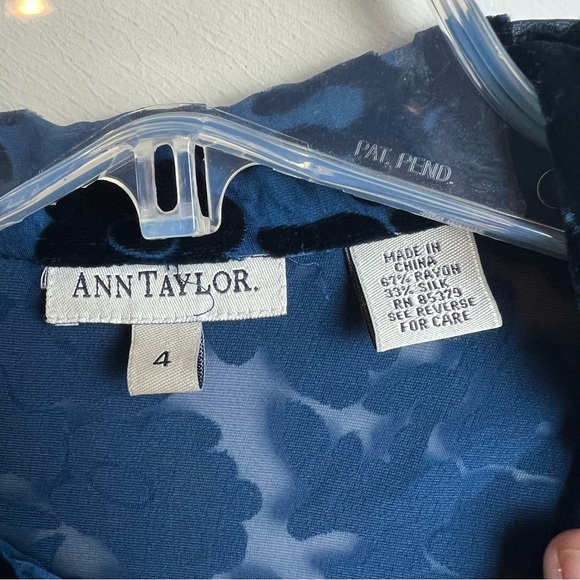 PAT. PEND.
ANN TAYLOR.
4
MADE IN
CHINA
67% RAYON
33% SILK
RN 85379
SEE REVERSE
FOR CARE